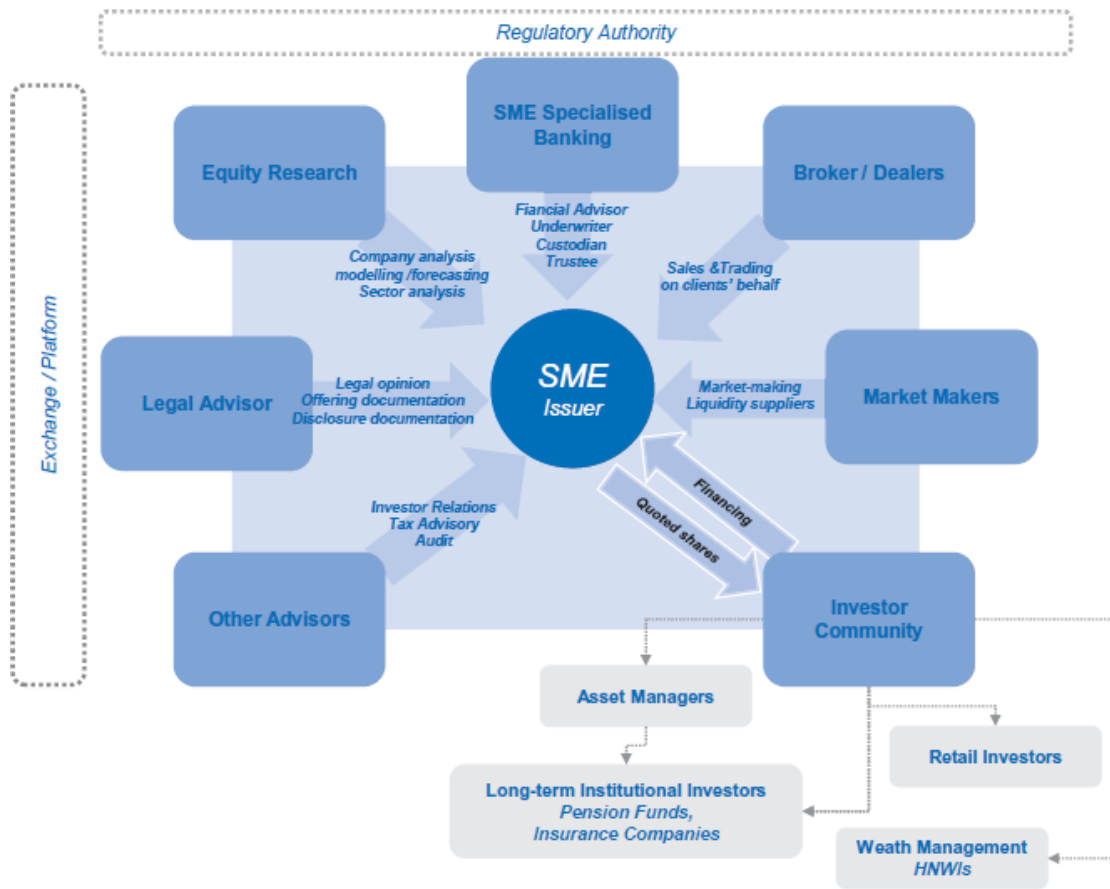 Regulatory Authority
Exchange / Platform
SME Specialised
Banking
Equity Research
Broker / Dealers
Fiancial Advisor
Underwriter
Custodian
Trustee
Company analysis
modelling /forecasting
Sector analysis
Sales &Trading
on clients' behalf
SME
Issuer
Legal Advisor
Legal opinion
Offering documentation
Disclosure documentation
Market-making
Liquidity suppliers
Market Makers
Financing
Quoted shares
Investor Relations
Tax Advisory
Audit
Other Advisors
Investor
Community
Asset Managers
Retail Investors
Long-term Institutional Investors
Pension Funds,
Insurance Companies
Weath Management
HNWIs